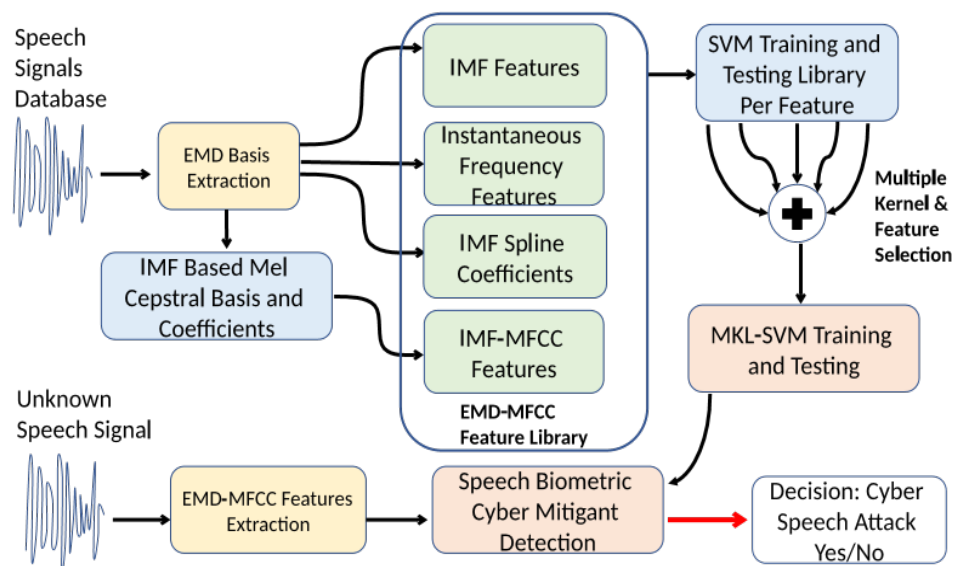 Speech
Signals
Database
EMD Basis
Extraction
IMF Based Mel
Cepstral Basis and
Coefficients
IMF Features
Instantaneous
Frequency
Features
IMF Spline
Coefficients
IMF-MFCC
Features
EMD-MFCC
Feature Library
SVM Training and
Testing Library
Per Feature
Multiple
Kernel &
Feature
Selection
MKL-SVM Training
and Testing
Unknown
Speech Signal
EMD-MFCC Features
Extraction
Speech Biometric
Cyber Mitigant
Detection
Decision: Cyber
Speech Attack
Yes/No